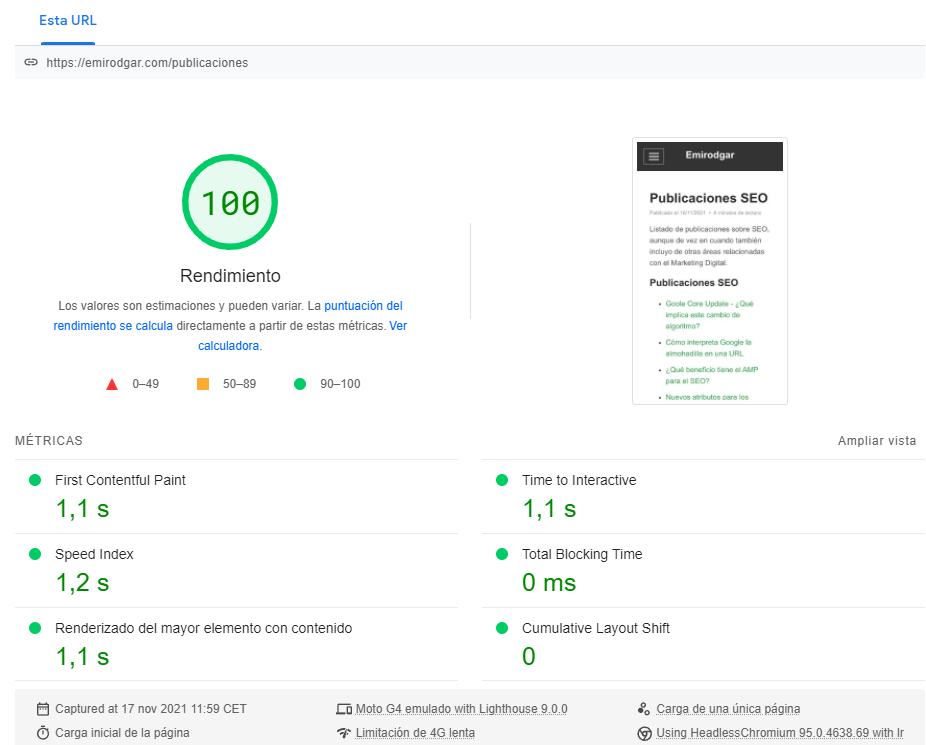 Esta URL
https://emirodgar.com/publicaciones
100
Rendimiento
Los valores son estimaciones y pueden variar. La puntuación del
rendimiento se calcula directamente a partir de estas métricas. Ver
calculadora.
0–49
50–89
90–100
Emirodgar
Publicaciones SEO
Publicado el 16/11/2021 • 4 minutos de lectura
Listado de publicaciones sobre SEO,
aunque de vez en cuando también
incluyo de otras áreas relacionadas
con el Marketing Digital.
Publicaciones SEO
• Goole Core Update - ¿Qué
implica este cambio de
algoritmo?
• Cómo interpreta Google la
almohadilla en una URL
• ¿Qué beneficio tiene el AMP
para el SEO?
• Nuevos atributos para los
MÉTRICAS
Ampliar vista
First Contentful Paint
1,1 s
Time to Interactive
1,1 s
Speed Index
1,2 s
Total Blocking Time
0 ms
Renderizado del mayor elemento con contenido
1,1 s
Cumulative Layout Shift
0
Captured at 17 nov 2021 11:59 CET
Moto G4 emulado with Lighthouse 9.0.0
Carga de una única página
Carga inicial de la página
Limitación de 4G lenta
Using HeadlessChromium 95.0.4638.69 with lr